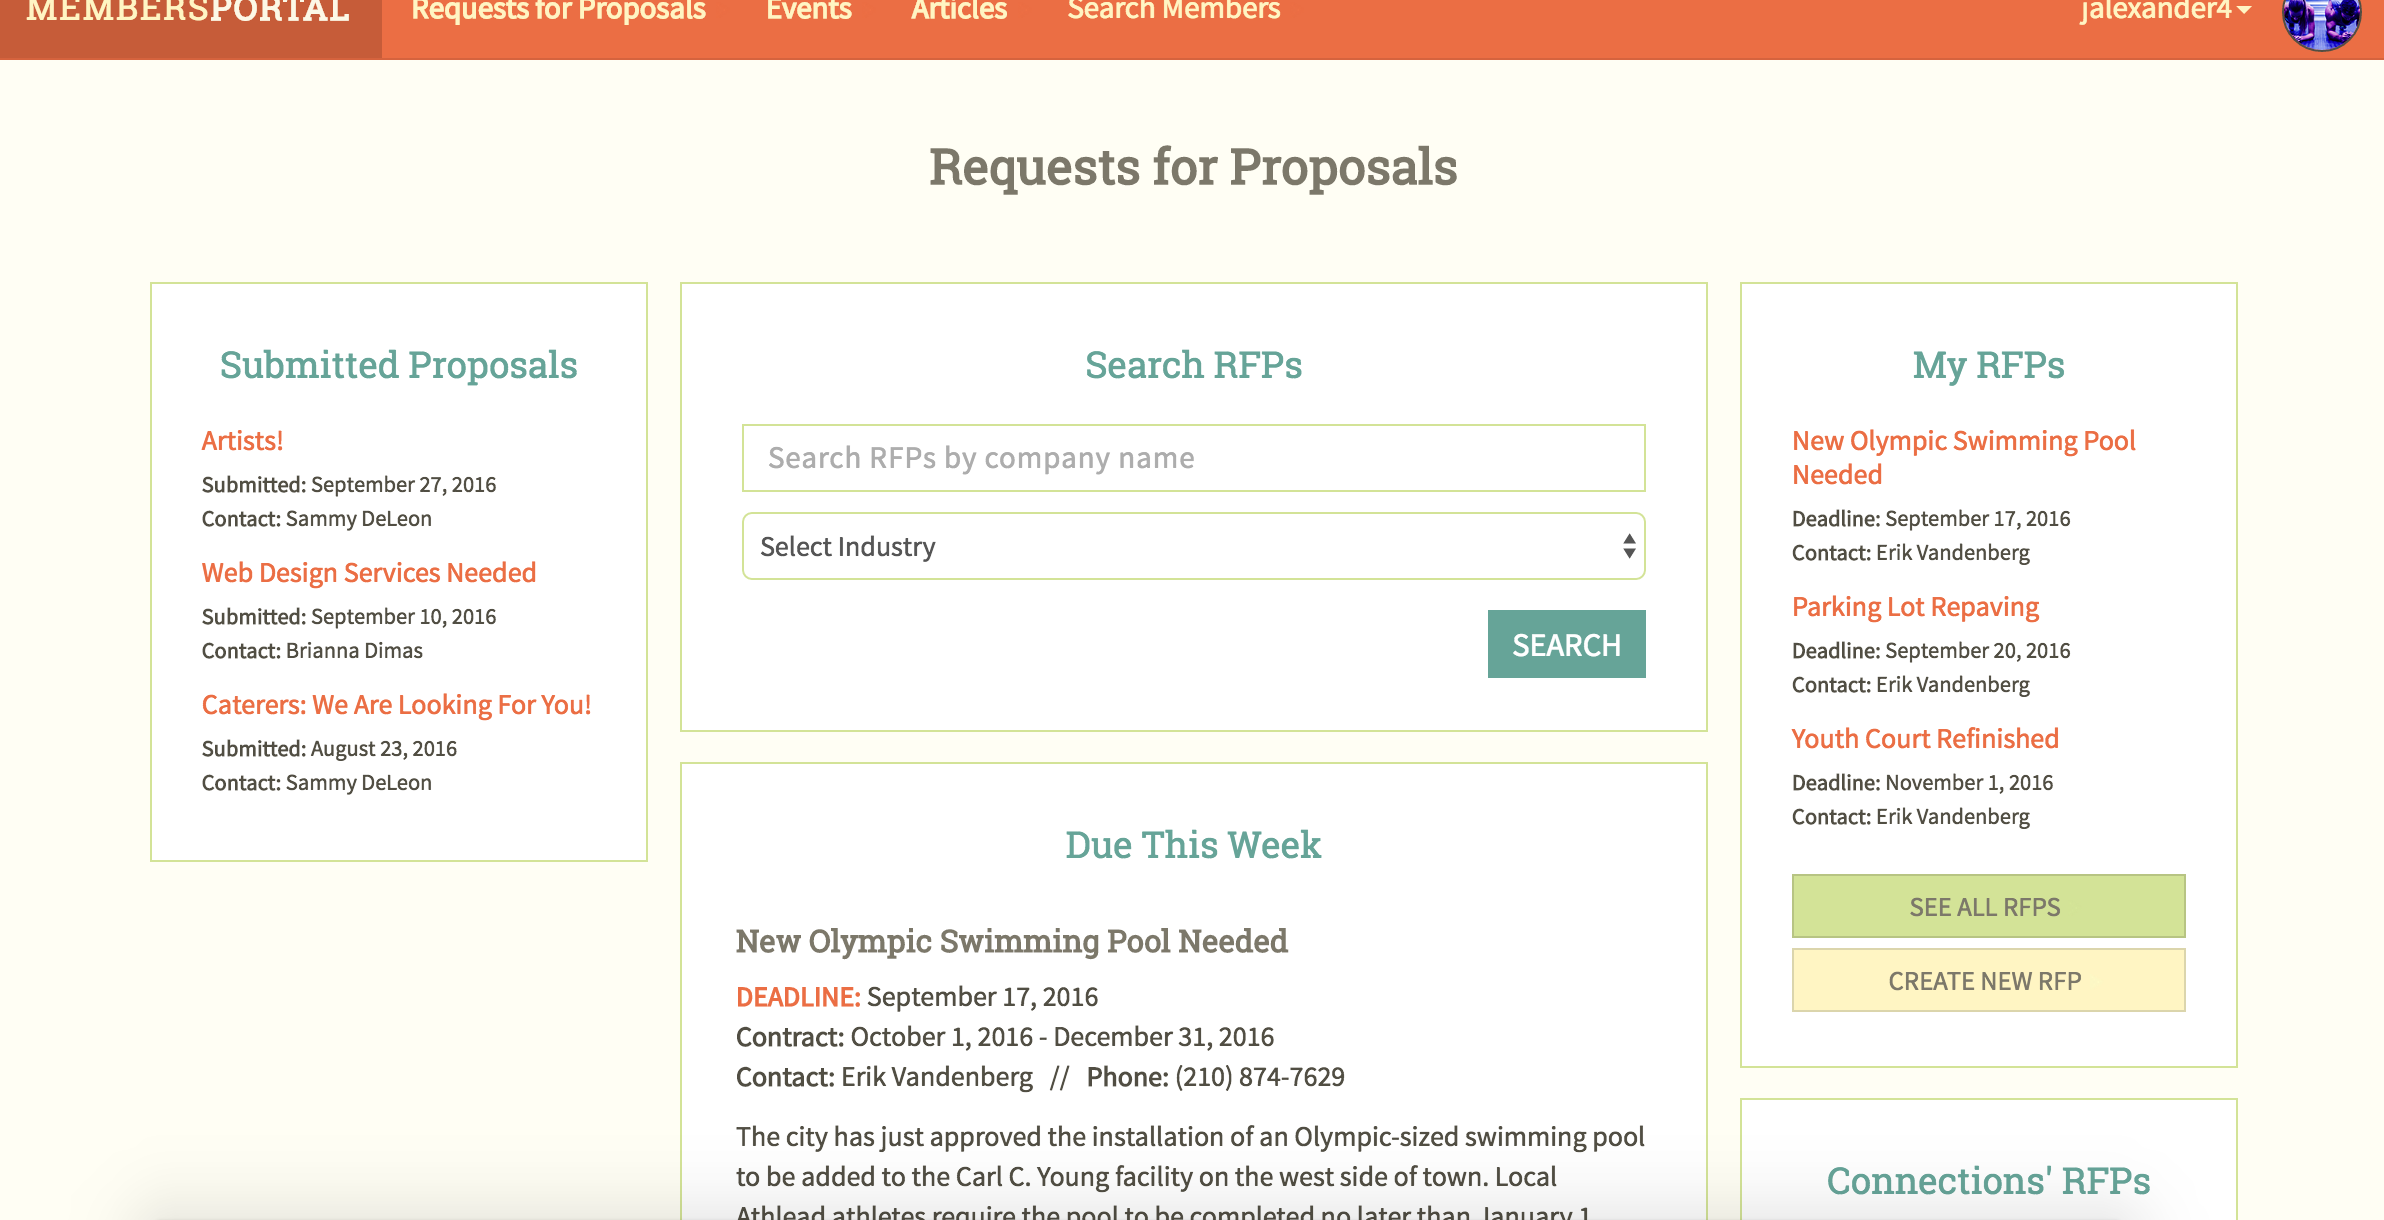 MEMBERSPORTAL
Requests for Proposals
Events
Articles
Search Members
jalexander4
Requests for Proposals
Submitted Proposals
Artists!
Submitted: September 27, 2016
Contact: Sammy DeLeon
Web Design Services Needed
Submitted: September 10, 2016
Contact: Brianna Dimas
Caterers: We Are Looking For You!
Submitted: August 23, 2016
Contact: Sammy DeLeon
Search RFPs
Search RFPs by company name
Select Industry
SEARCH
Due This Week
New Olympic Swimming Pool Needed
DEADLINE: September 17, 2016
Contract: October 1, 2016 - December 31, 2016
Contact: Erik Vandenberg // Phone: (210) 874-7629
The city has just approved the installation of an Olympic-sized swimming pool
to be added to the Carl C. Young facility on the west side of town. Local
Athlead athletes require the pool to be completed no later than January 1
My RFPs
New Olympic Swimming Pool
Needed
Deadline: September 17, 2016
Contact: Erik Vandenberg
Parking Lot Repaving
Deadline: September 20, 2016
Contact: Erik Vandenberg
Youth Court Refinished
Deadline: November 1, 2016
Contact: Erik Vandenberg
SEE ALL RFPS
CREATE NEW RFP
Connections' RFPs